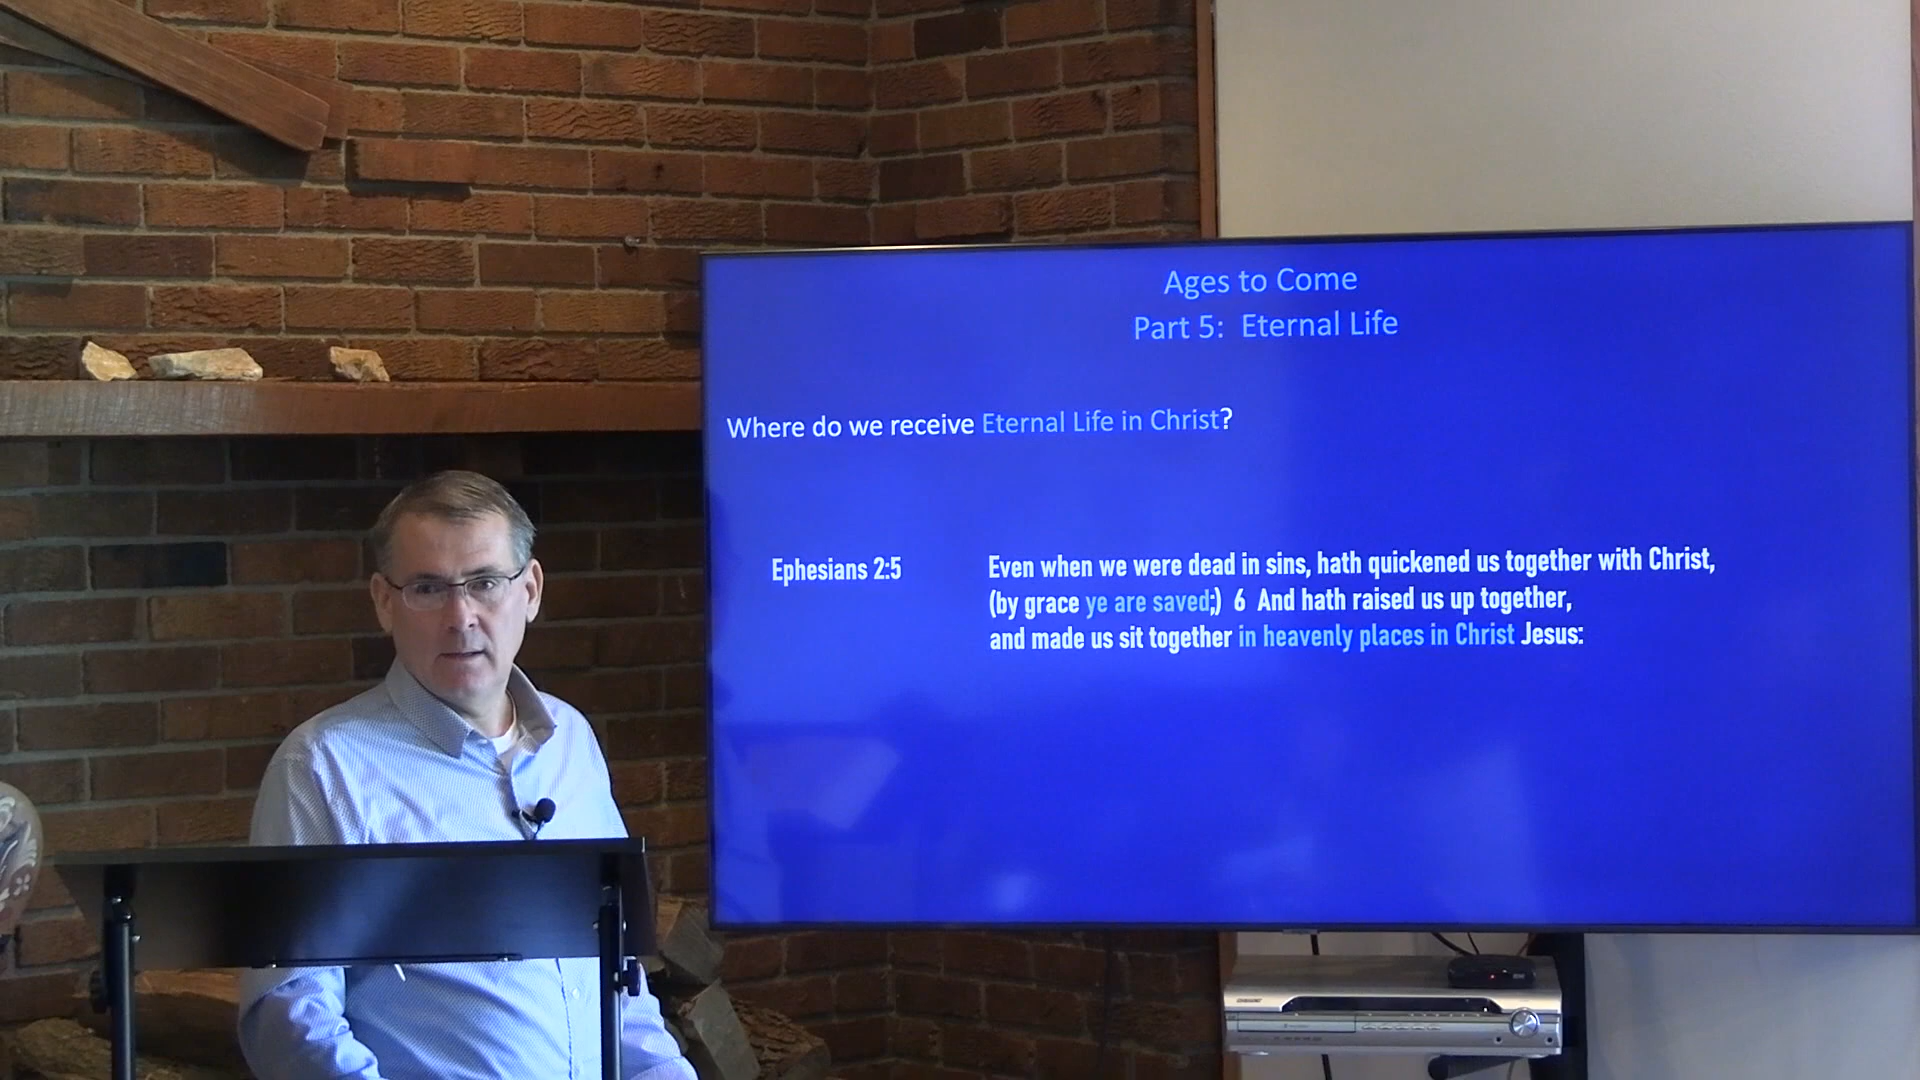 Ages to Come
Part 5: Eternal Life
Where do we receive Eternal Life in Christ?
Ephesians 2:5 Even when we were dead in sins, hath quickened us together with Christ,
(by grace ye are saved;) 6 And hath raised us up together,
and made us sit together in heavenly places in Christ Jesus: